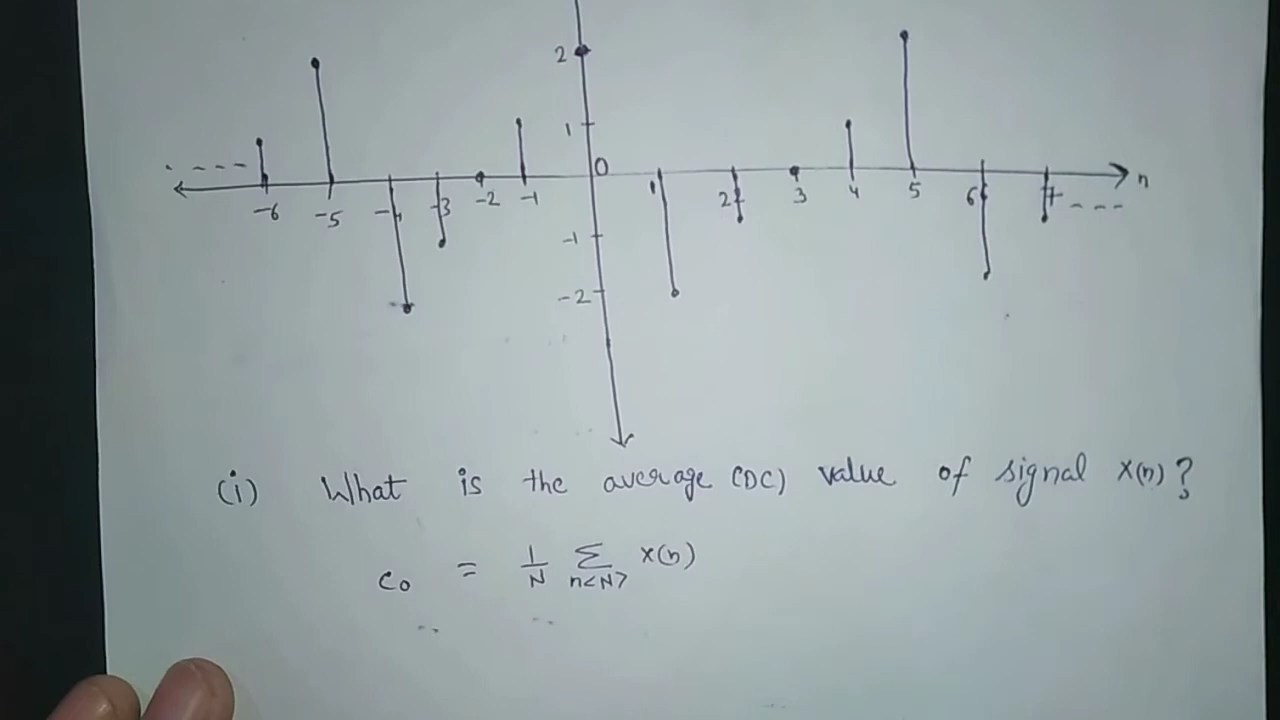 2
1
0
-6 -5 -4 -3 -2 -1 1 2 3 4 5 6 7 n
-1
-2
(i) What is the average (DC) value of signal x(n)?
c₀ = 1/N Σ n<N> x(n)